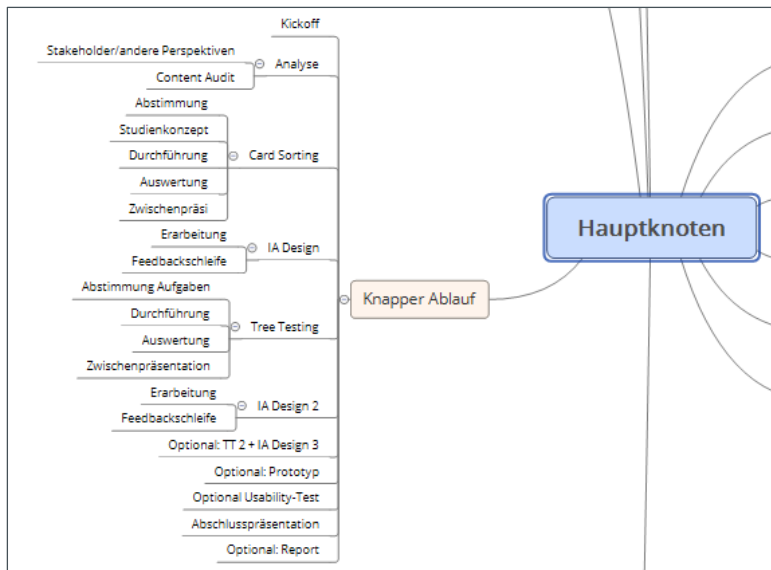 Kickoff
Stakeholder/andere Perspektiven
Analyse
Content Audit
Abstimmung
Studienkonzept
Durchführung
Card Sorting
Auswertung
Zwischenpräsi
Erarbeitung
IA Design
Feedbackschleife
Abstimmung Aufgaben
Durchführung
Tree Testing
Auswertung
Zwischenpräsentation
Erarbeitung
IA Design 2
Feedbackschleife
Optional: TT 2 + IA Design 3
Optional: Prototyp
Optional Usability-Test
Abschlusspräsentation
Optional: Report
Knapper Ablauf
Hauptknoten